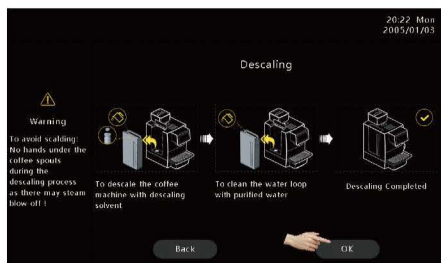 20:22 Mon
2005/01/03
Descaling
Warning
To avoid scalding:
No hands under the
coffee spouts
during the
descaling process
as there may steam
blow off !
To descale the coffee
machine with descaling
solvent
To clean the water loop
with purified water
Descaling Completed
Back
OK